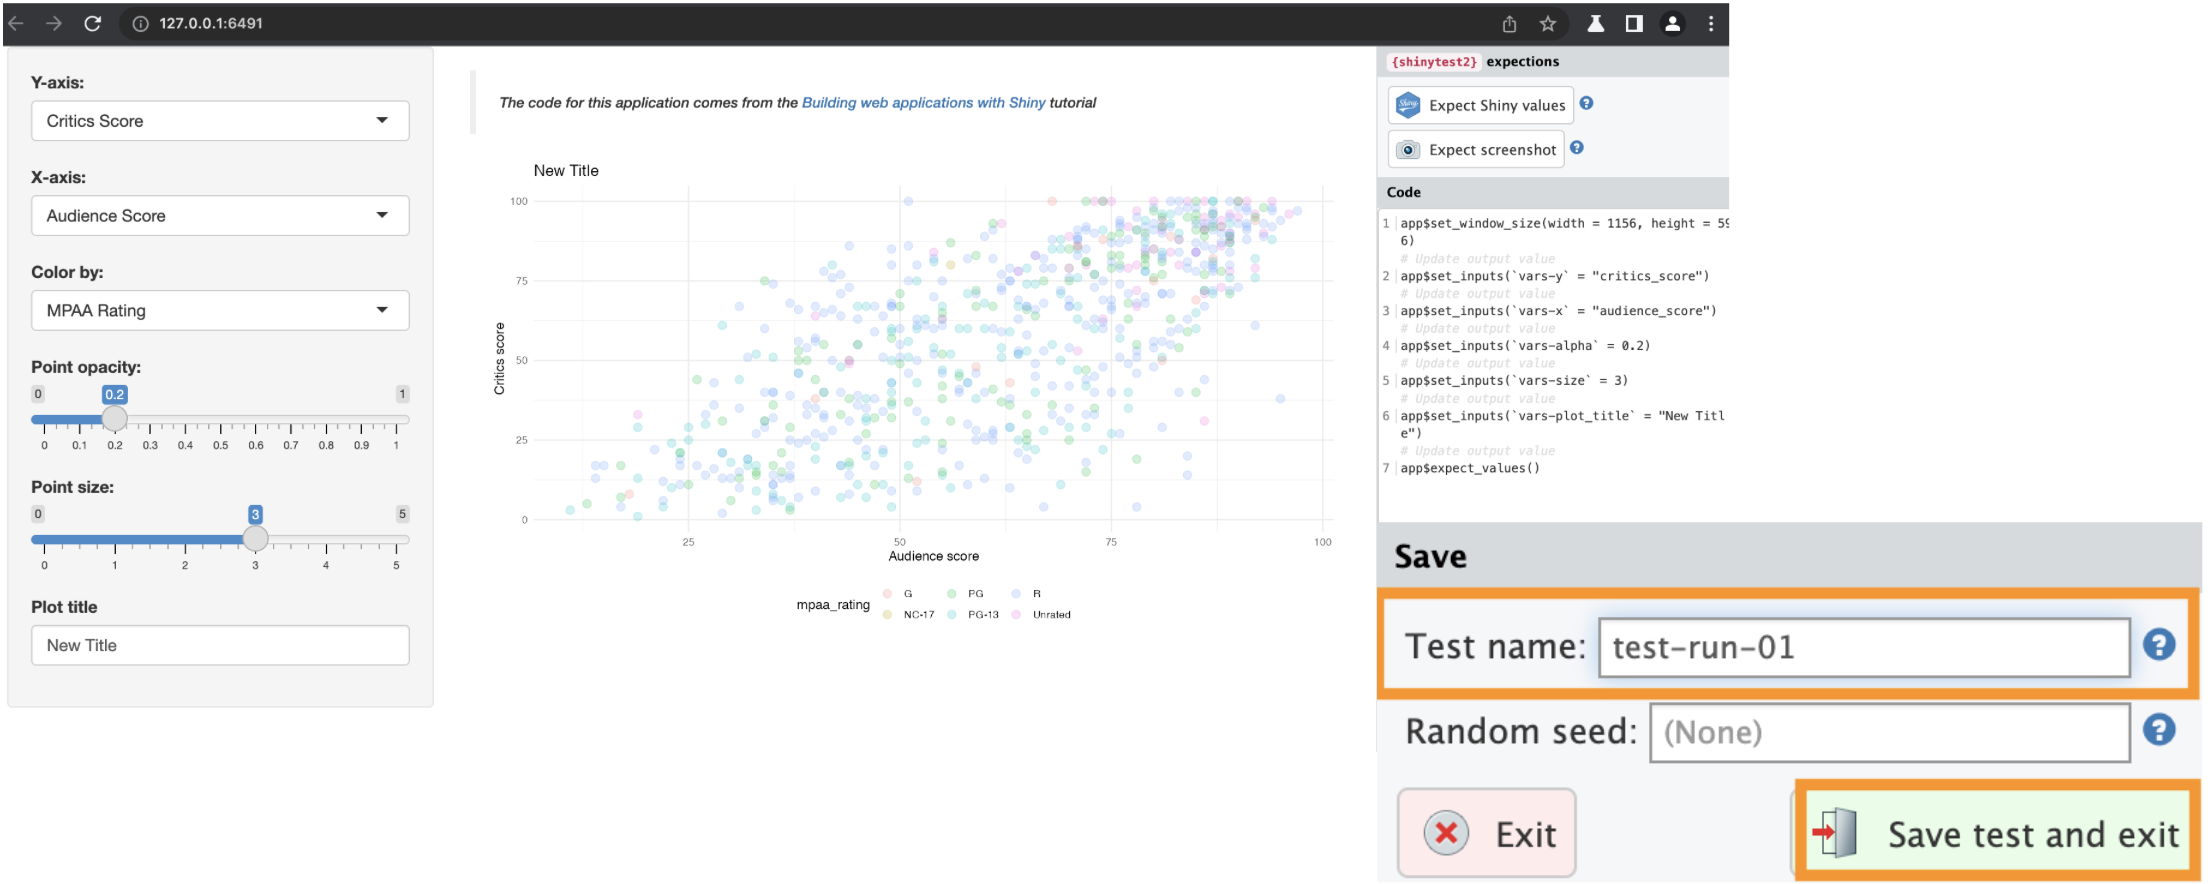 127.0.0.1:6491
Y-axis:
Critics Score
X-axis:
Audience Score
Color by:
MPAA Rating
Point opacity:
0 0.2 1
0 0.1 0.2 0.3 0.4 0.5 0.6 0.7 0.8 0.9 1
Point size:
0 3 5
0 1 2 3 4 5
Plot title
New Title
The code for this application comes from the Building web applications with Shiny tutorial
New Title
100
75
50
25
0
Critics score
25 50 75 100
Audience score
mpaa_rating
G PG R
NC-17 PG-13 Unrated
{shinytest2} expections
Shiny
Expect Shiny values ?
Expect screenshot ?
Code
1 app$set_window_size(width = 1156, height = 59
6)
# Update output value
2 app$set_inputs(`vars-y` = "critics_score")
# Update output value
3 app$set_inputs(`vars-x` = "audience_score")
# Update output value
4 app$set_inputs(`vars-alpha` = 0.2)
# Update output value
5 app$set_inputs(`vars-size` = 3)
# Update output value
6 app$set_inputs(`vars-plot_title` = "New Titl
e")
# Update output value
7 app$expect_values()
Save
Test name: test-run-01 ?
Random seed: (None) ?
Exit
Save test and exit